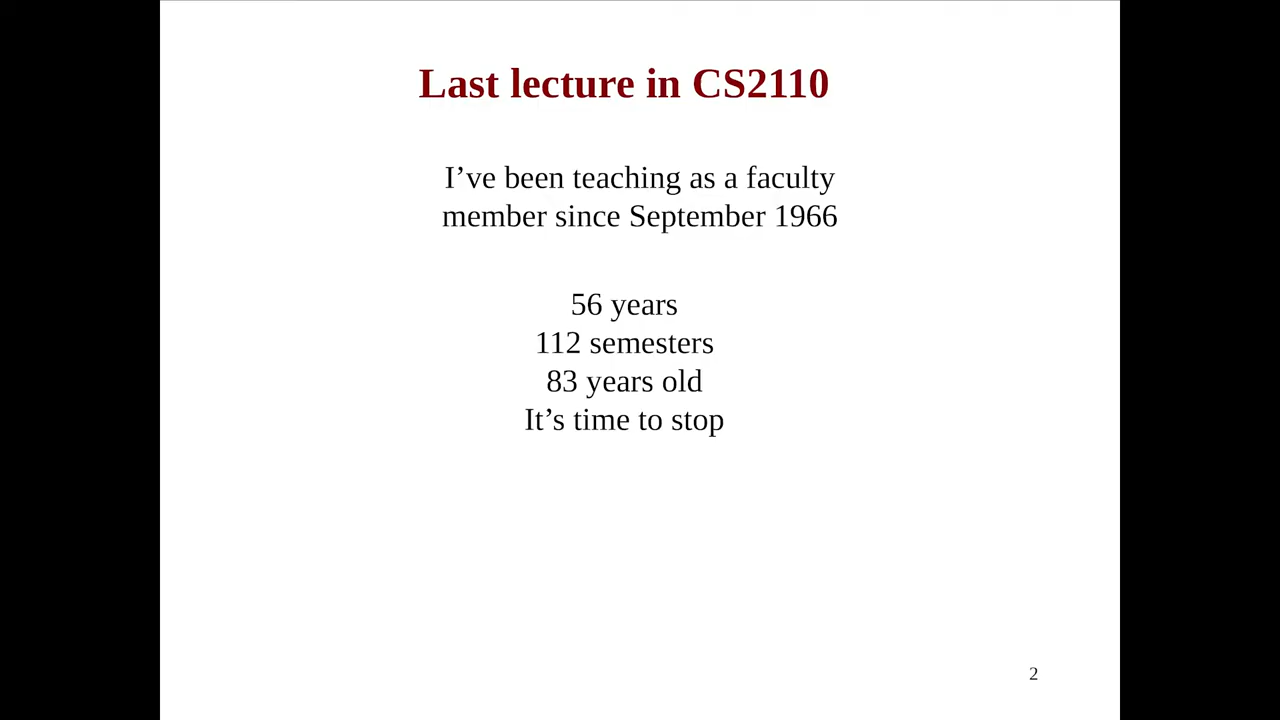 Last lecture in CS2110
I’ve been teaching as a faculty
member since September 1966
56 years
112 semesters
83 years old
It’s time to stop
2